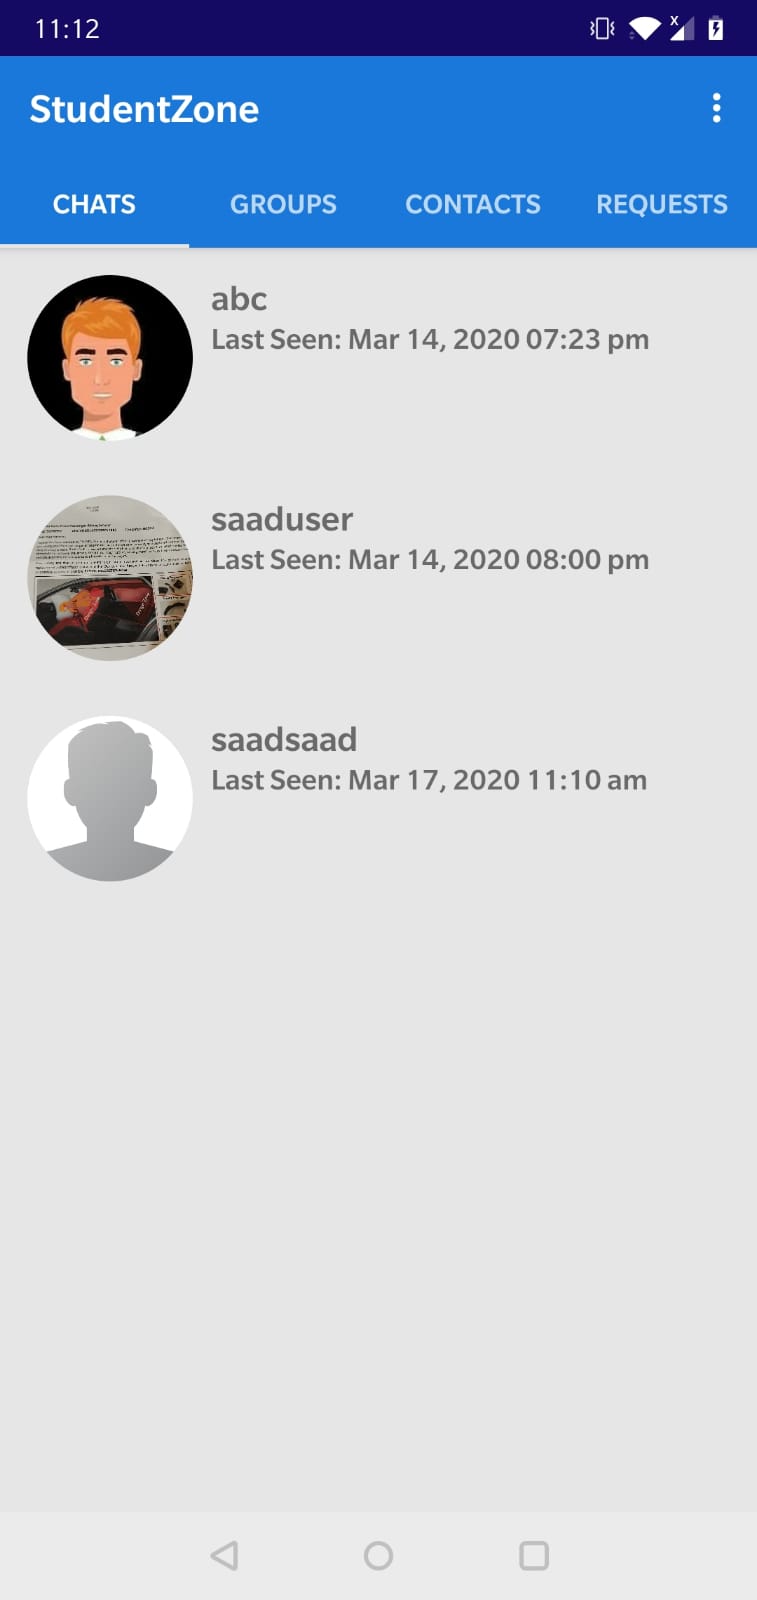 11:12
StudentZone
CHATS GROUPS CONTACTS REQUESTS
abc
Last Seen: Mar 14, 2020 07:23 pm
saaduser
Last Seen: Mar 14, 2020 08:00 pm
saadsaad
Last Seen: Mar 17, 2020 11:10 am